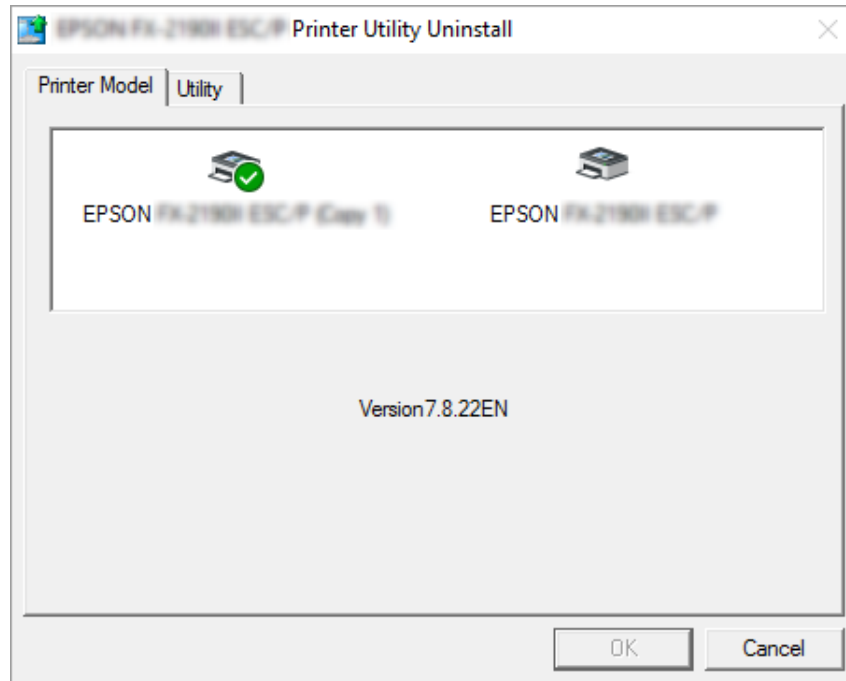 Printer Utility Uninstall
Printer Model Utility
EPSON EPSON
Version7.8.22EN
OK Cancel